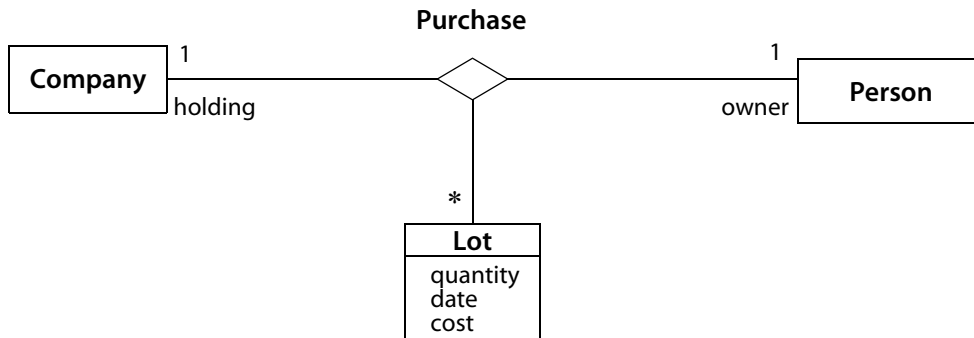 Purchase
1
1
Company
Person
holding
owner
*
Lot
quantity
date
cost